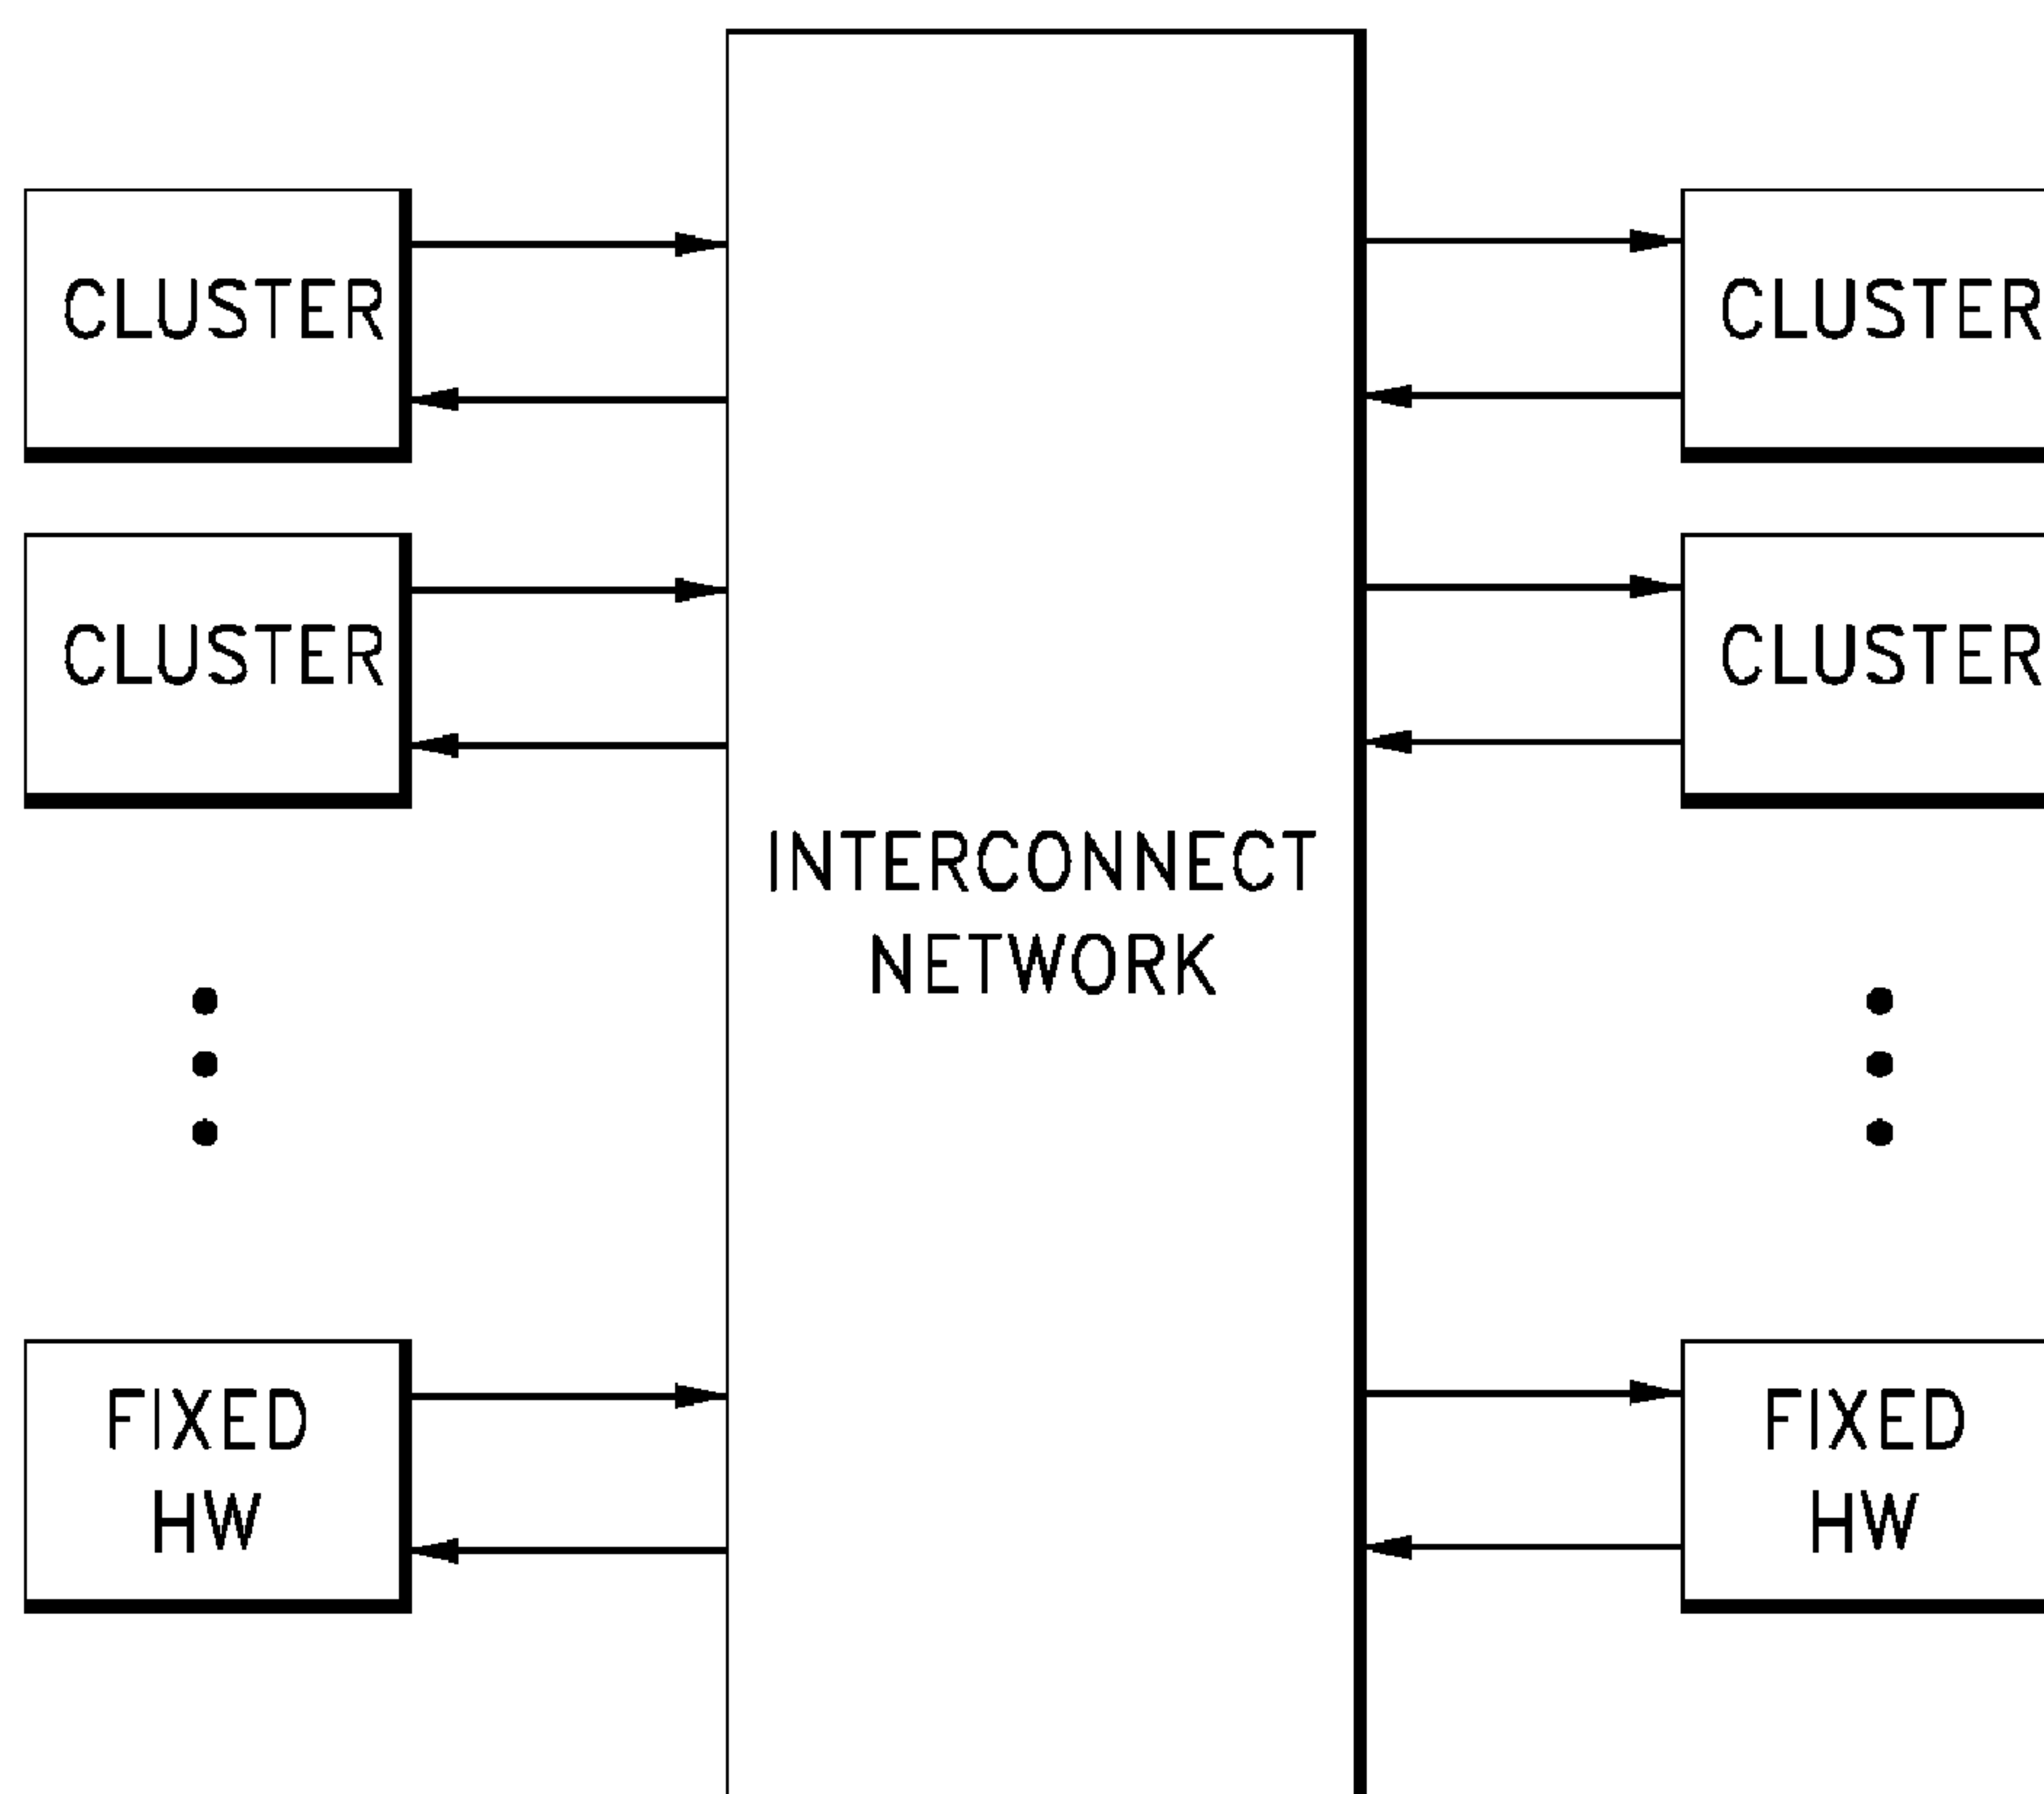 CLUSTER
CLUSTER
CLUSTER
CLUSTER
INTERCONNECT
NETWORK
FIXED
HW
FIXED
HW